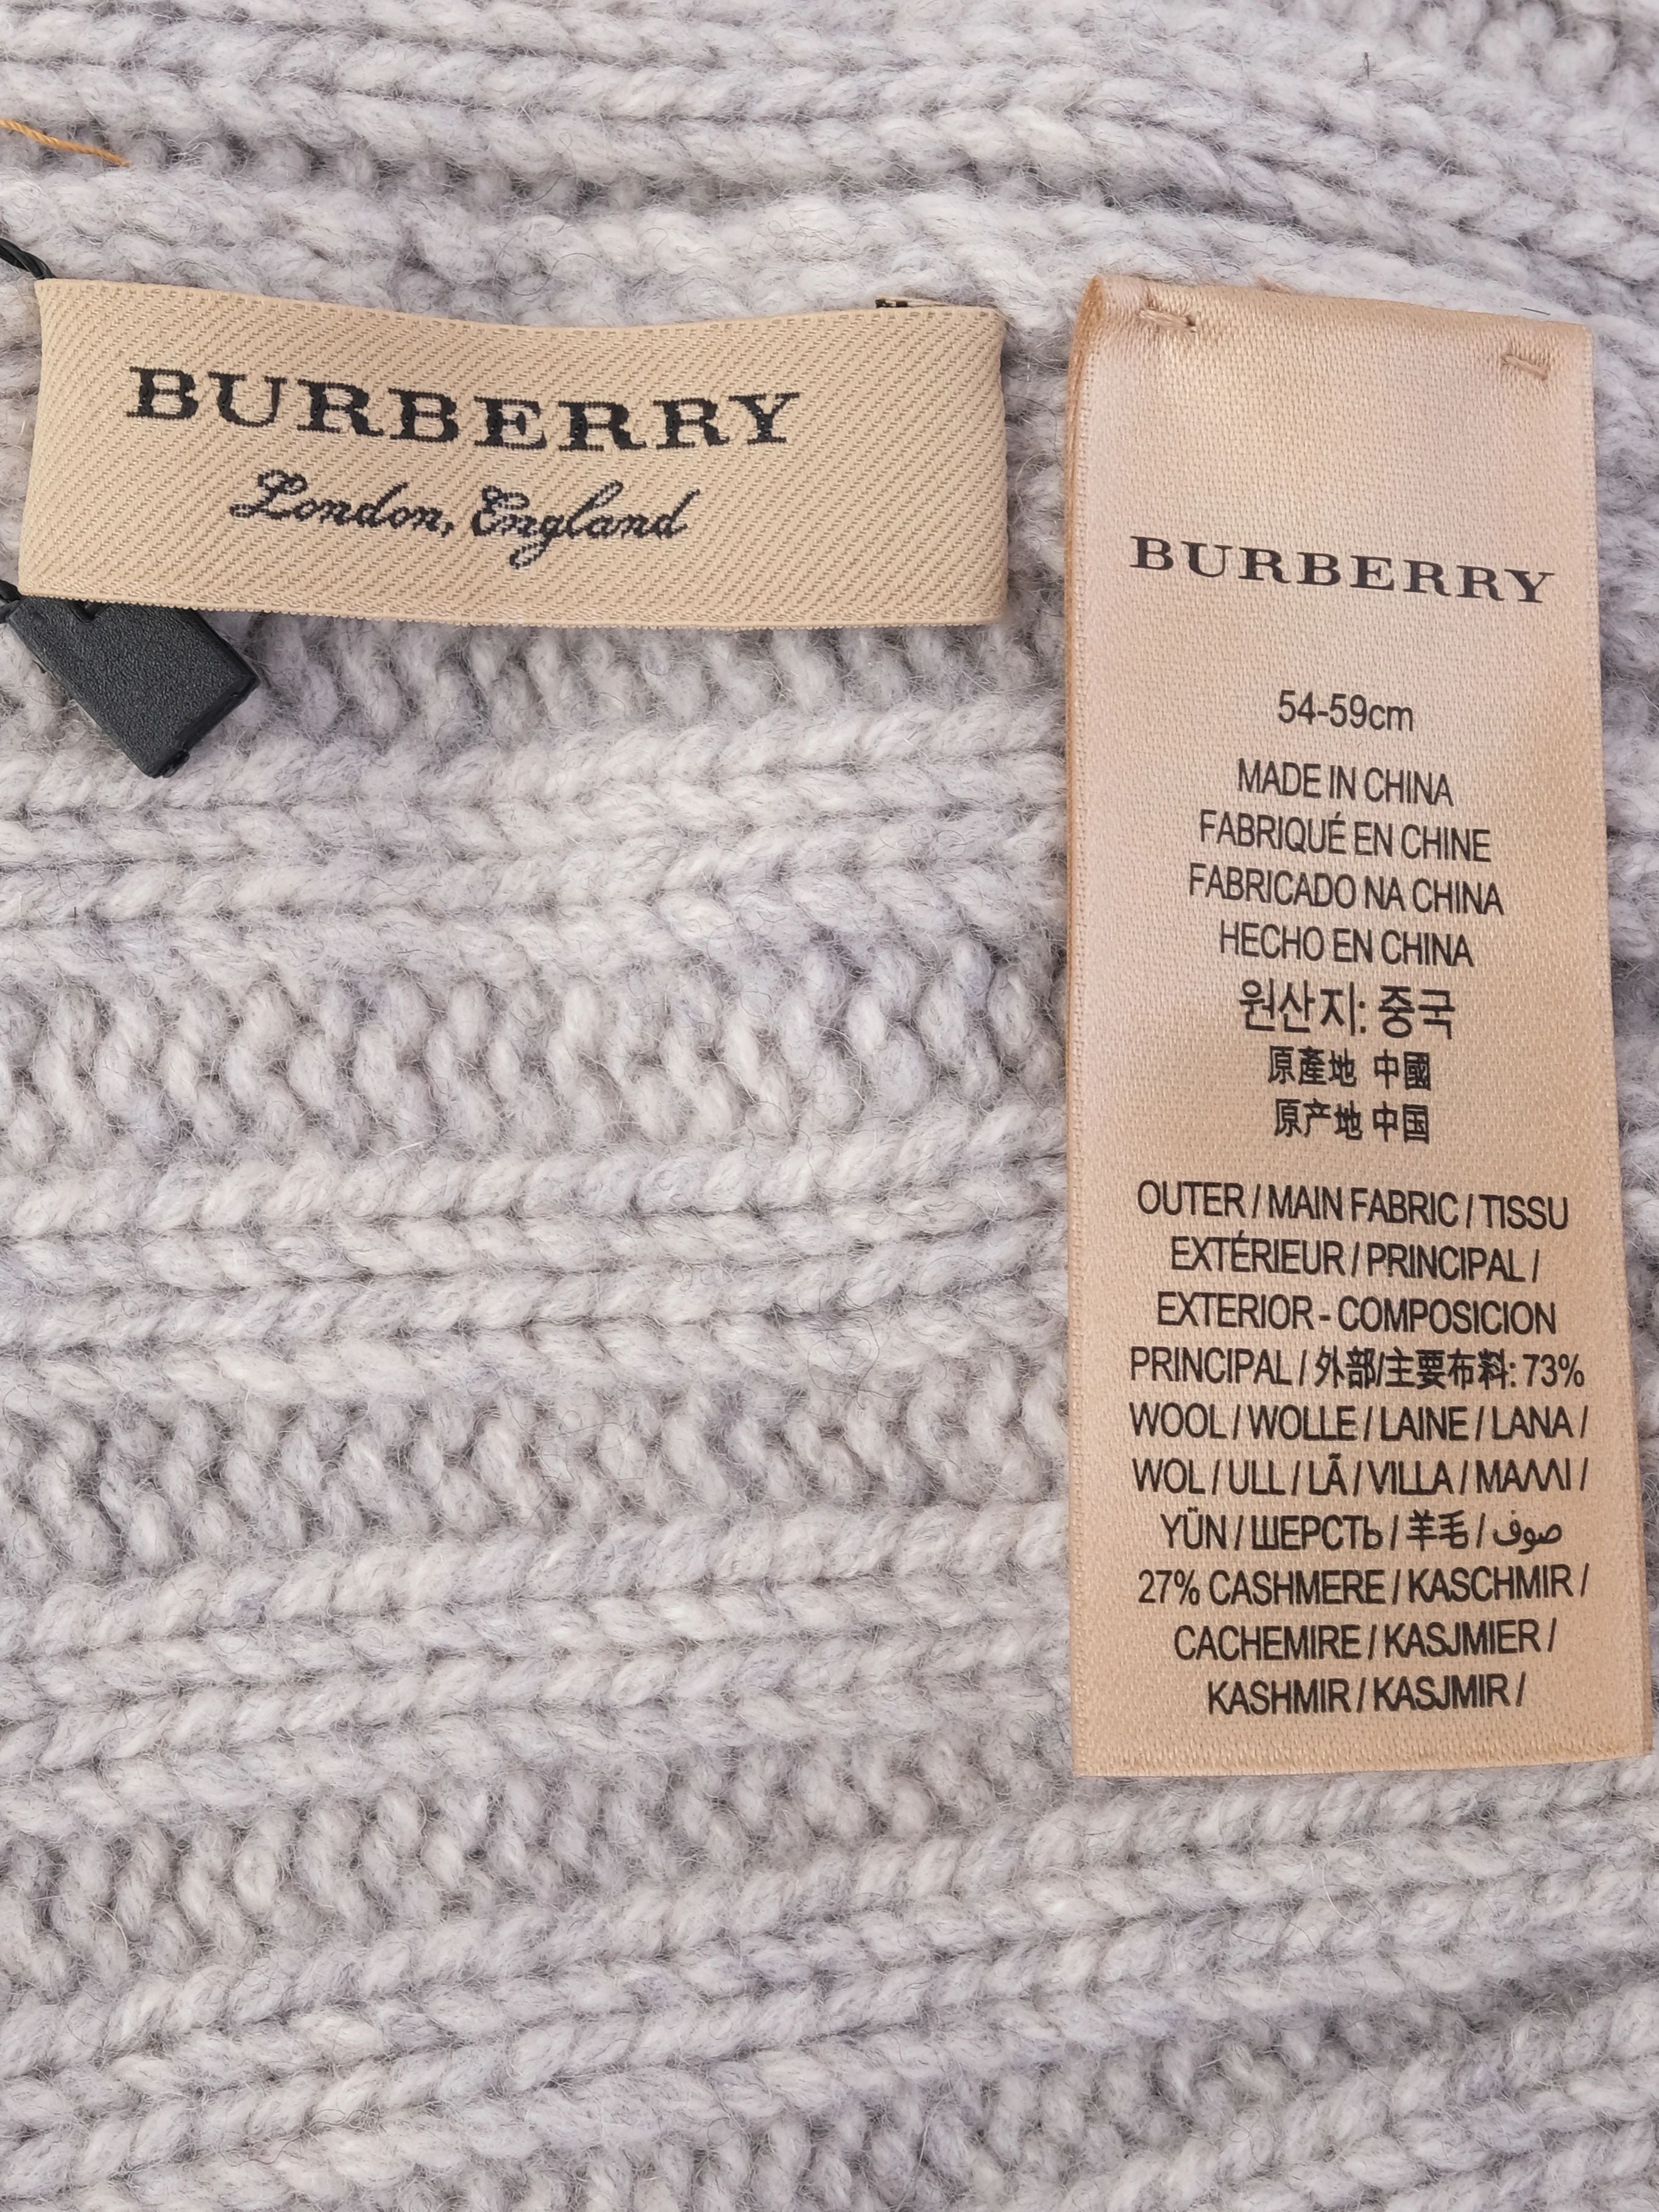 BURBERRY
London, England
BURBERRY
54-59cm
MADE IN CHINA
FABRIQUÉ EN CHINE
FABRICADO NA CHINA
HECHO EN CHINA
원산지: 중국
原產地 中國
原产地 中国
OUTER / MAIN FABRIC / TISSU
EXTÉRIEUR / PRINCIPAL /
EXTERIOR - COMPOSICION
PRINCIPAL / 外部/主要布料: 73%
WOOL / WOLLE / LAINE / LANA /
WOL / ULL / LÃ / VILLA / ΜΑΛΛΙ /
YÜN / ШЕРСТЬ / 羊毛 / صوف
27% CASHMERE / KASCHMIR /
CACHEMIRE / KASJMIER /
KASHMIR / KASJMIR /